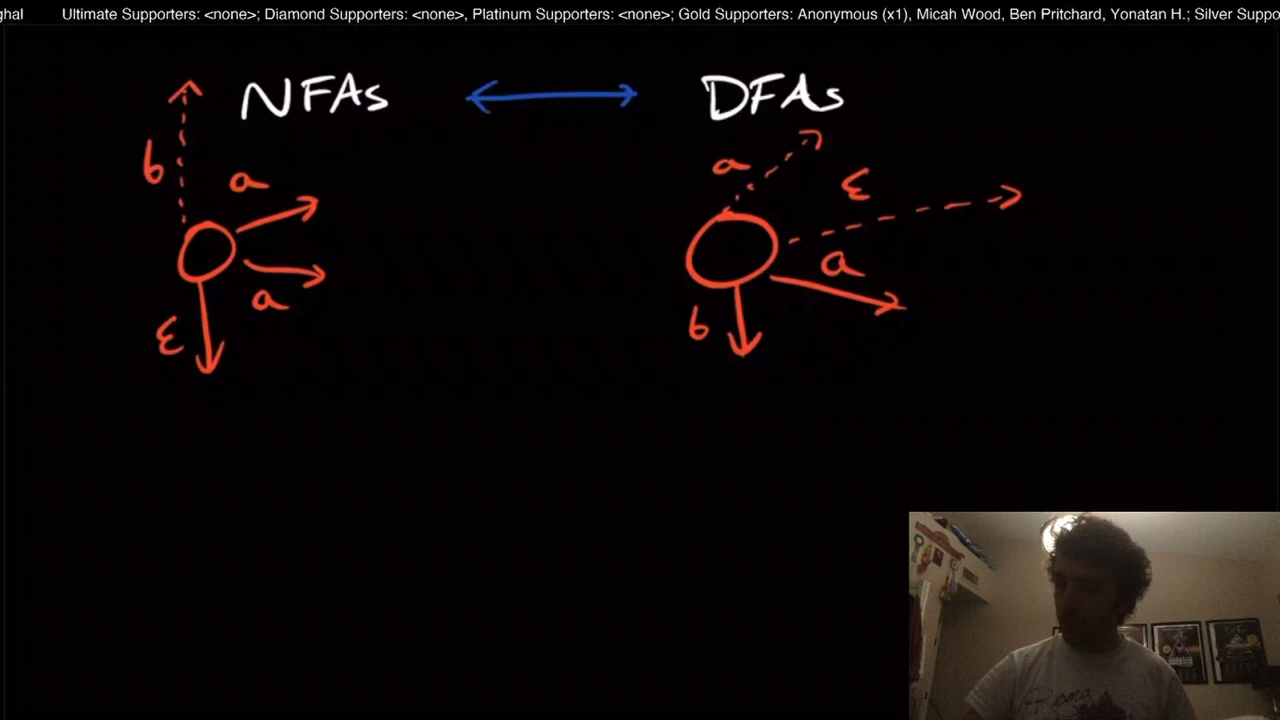 ghal Ultimate Supporters: <none>; Diamond Supporters: <none>, Platinum Supporters: <none>; Gold Supporters: Anonymous (x1), Micah Wood, Ben Pritchard, Yonatan H.; Silver Suppo
NFAs DFAs
b a a ε
a ε a b